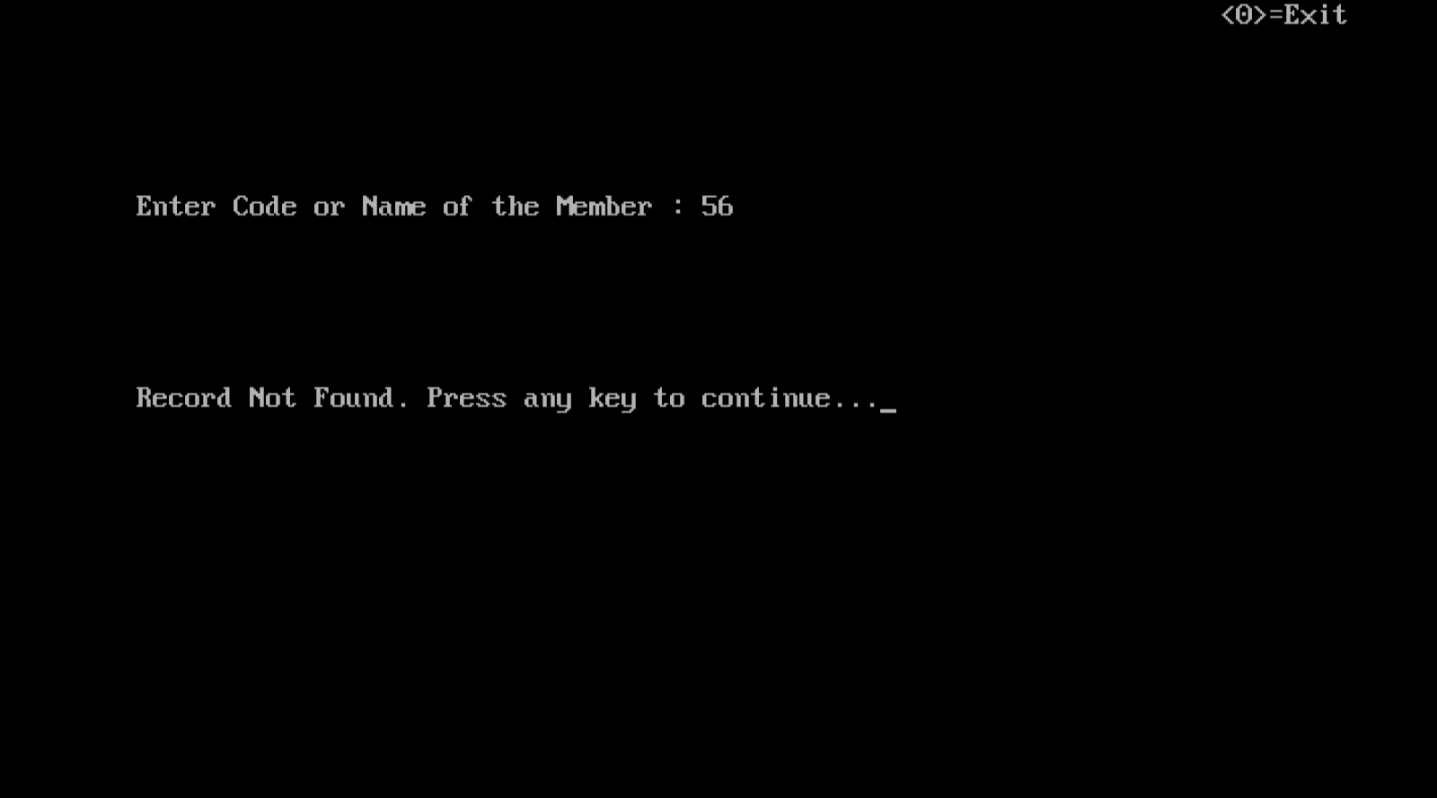 <0>=Exit
Enter Code or Name of the Member : 56
Record Not Found. Press any key to continue..._